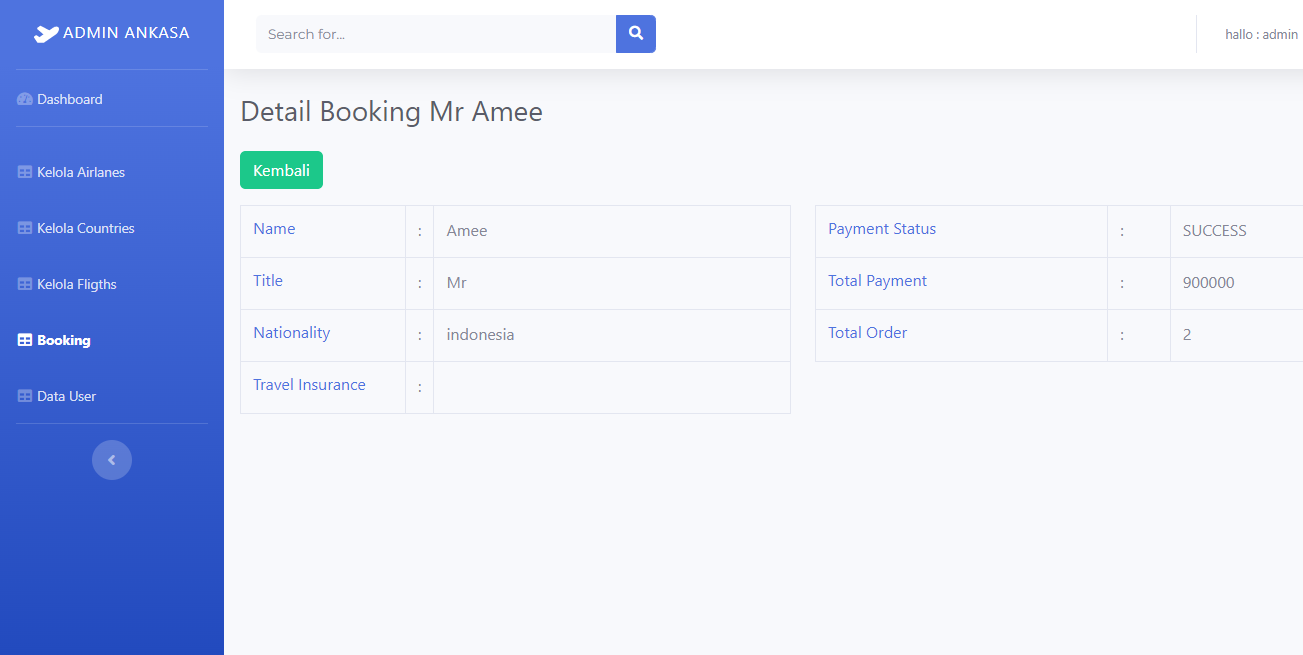 ADMIN ANKASA
Dashboard
Kelola Airlanes
Kelola Countries
Kelola Fligths
Booking
Data User
Search for...
hallo : admin
Detail Booking Mr Amee
Kembali
Name : Amee
Title : Mr
Nationality : indonesia
Travel Insurance :
Payment Status : SUCCESS
Total Payment : 900000
Total Order : 2